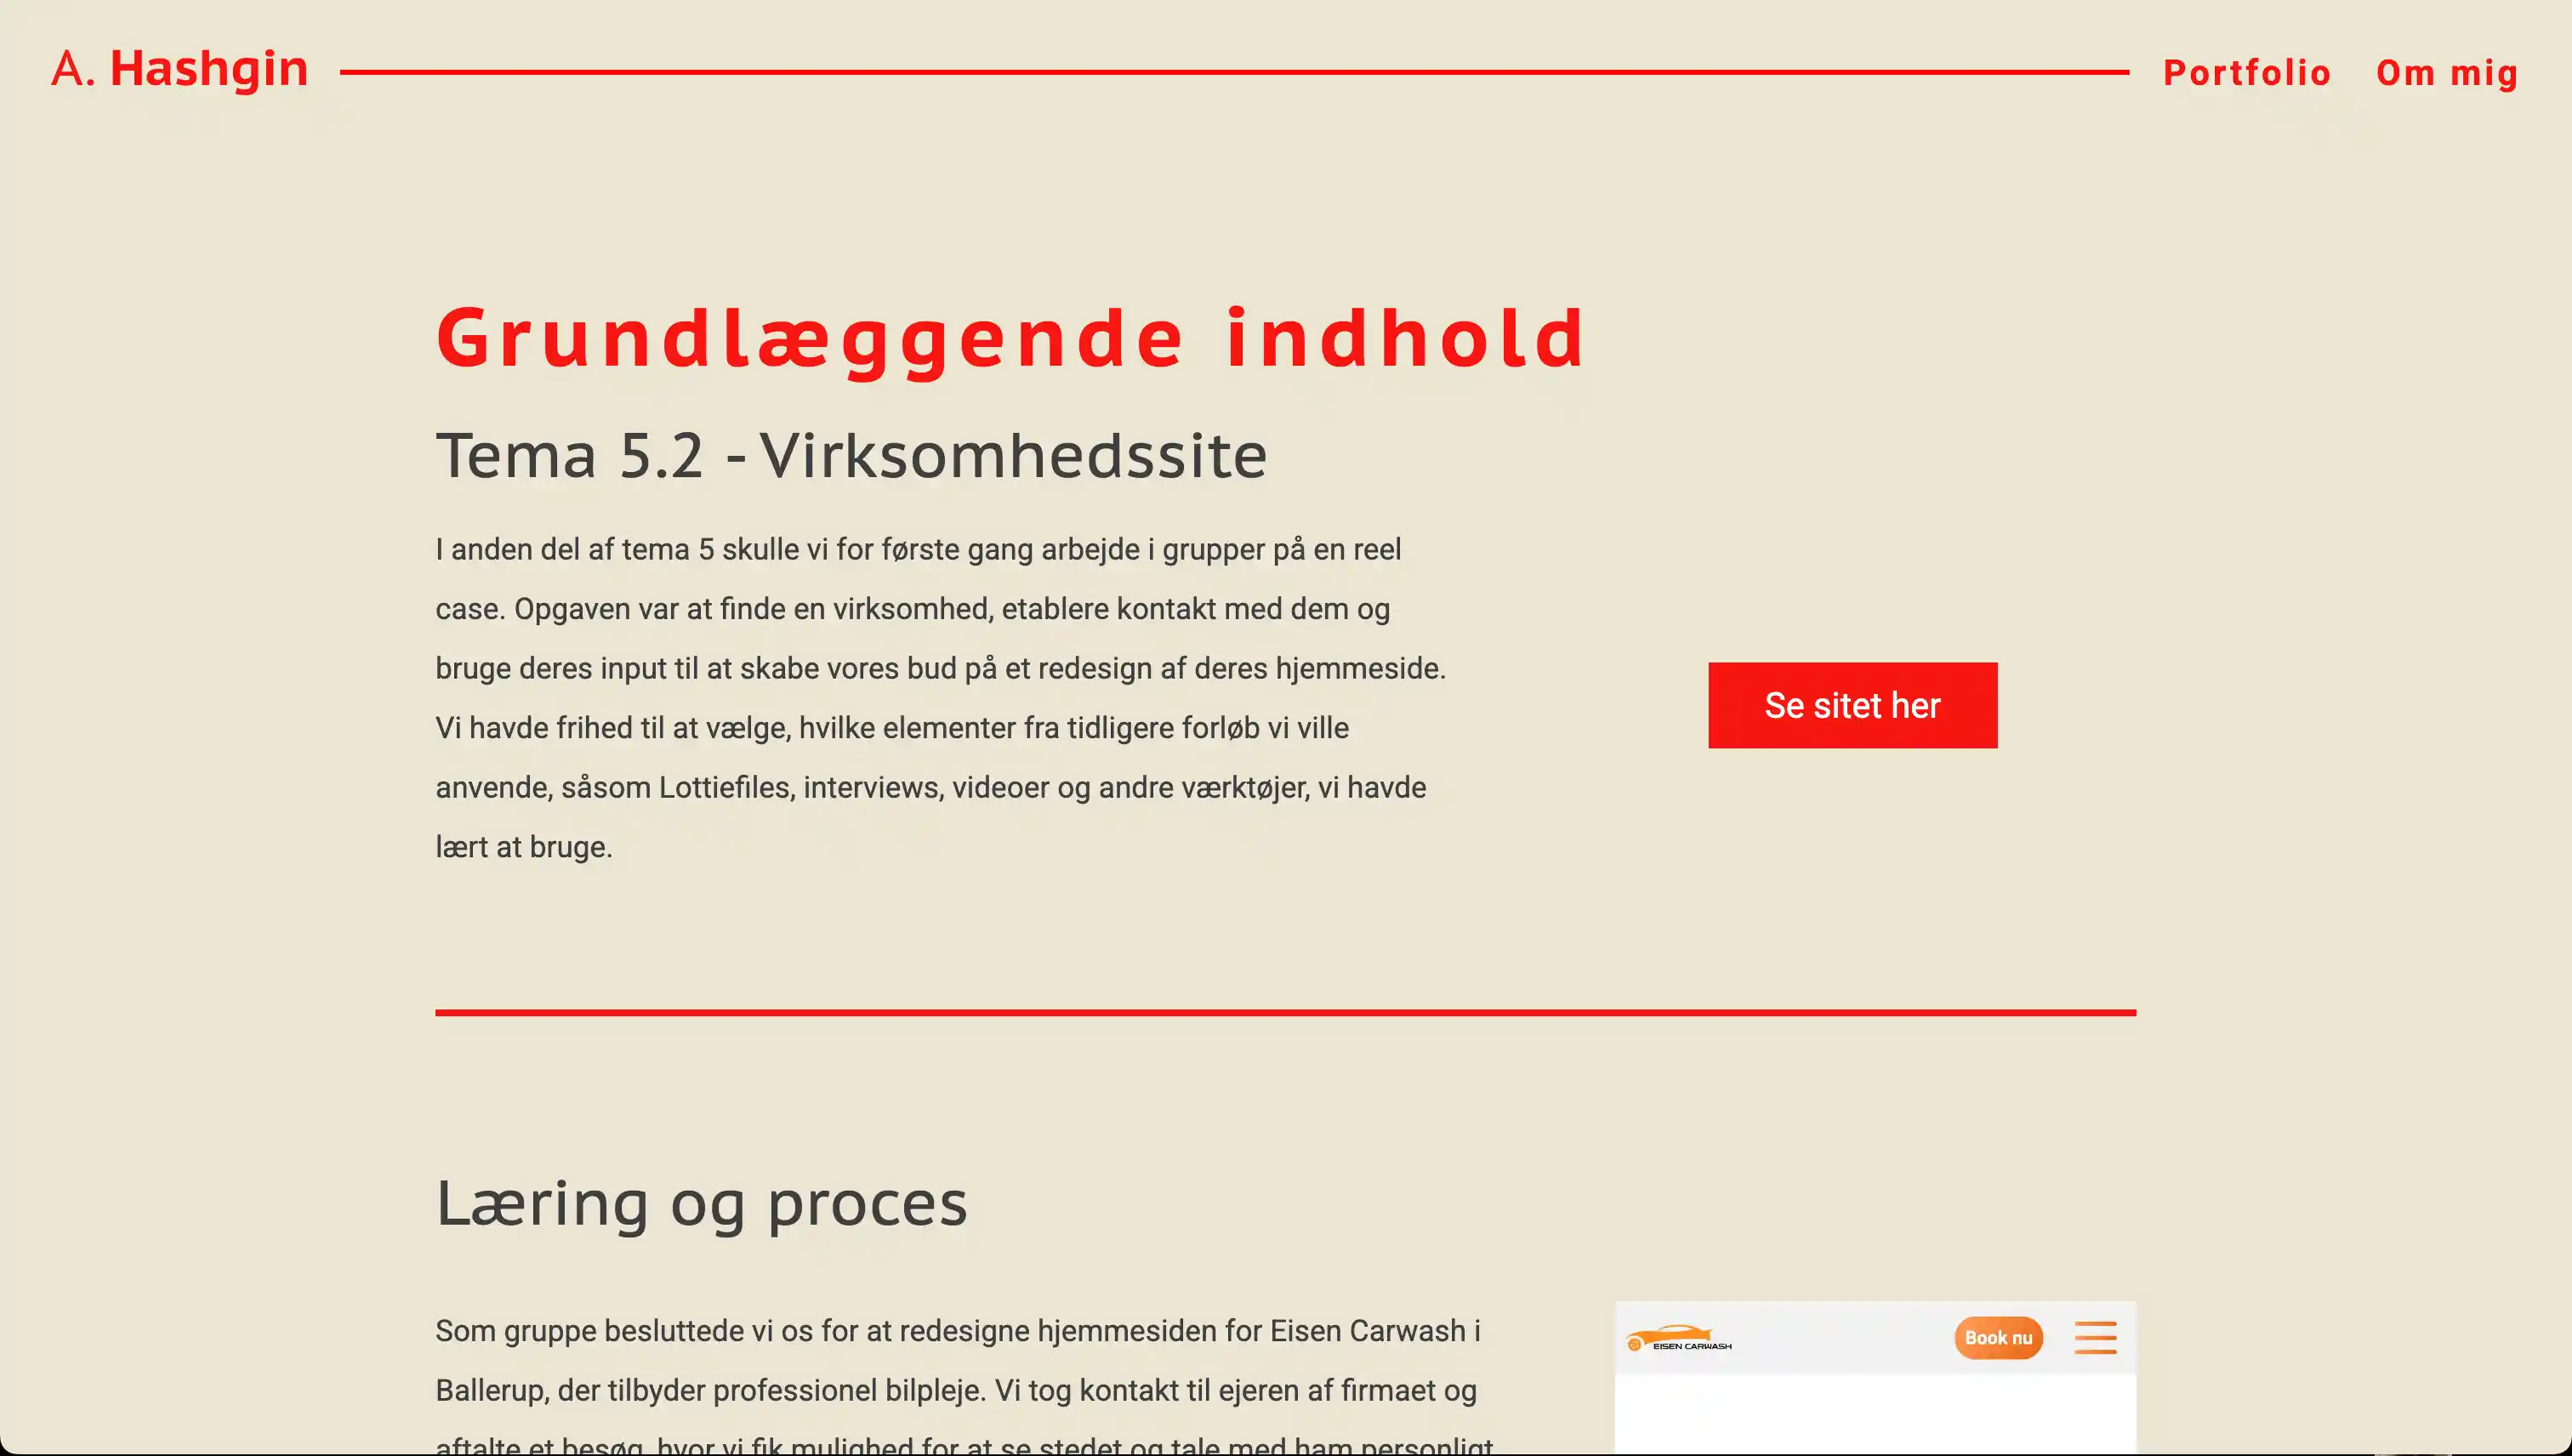 A. Hashgin
Portfolio
Om mig
Grundlæggende indhold
Tema 5.2 - Virksomhedssite
I anden del af tema 5 skulle vi for første gang arbejde i grupper på en reel
case. Opgaven var at finde en virksomhed, etablere kontakt med dem og
bruge deres input til at skabe vores bud på et redesign af deres hjemmeside.
Vi havde frihed til at vælge, hvilke elementer fra tidligere forløb vi ville
anvende, såsom Lottiefiles, interviews, videoer og andre værktøjer, vi havde
lært at bruge.
Se sitet her
Læring og proces
Som gruppe besluttede vi os for at redesigne hjemmesiden for Eisen Carwash i
Ballerup, der tilbyder professionel bilpleje. Vi tog kontakt til ejeren af firmaet og
aftalte et besøg, hvor vi fik mulighed for at se stedet og tale med ham personligt
EISEN CARWASH
Book nu